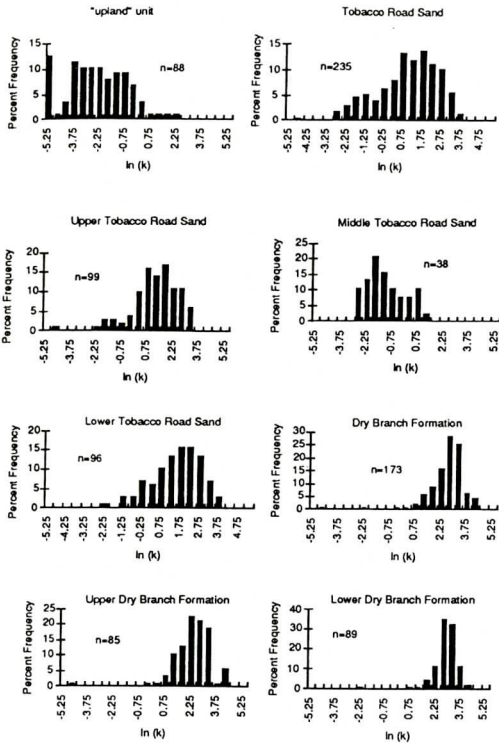 "upland" unit
Percent Frequency
15
10
5
0
n=88
-5.25 -3.75 -2.25 -0.75 0.75 2.25 3.75 5.25
ln (k)
Tobacco Road Sand
Percent Frequency
15
10
5
0
n=235
-5.25 -4.25 -3.25 -2.25 -1.25 -0.25 0.75 1.75 2.75 3.75 4.75
ln (k)
Upper Tobacco Road Sand
Percent Frequency
20
15
10
5
0
n=99
-5.25 -3.75 -2.25 -0.75 0.75 2.25 3.75 5.25
ln (k)
Middle Tobacco Road Sand
Percent Frequency
25
20
15
10
5
0
n=38
-5.25 -3.75 -2.25 -0.75 0.75 2.25 3.75 5.25
ln (k)
Lower Tobacco Road Sand
Percent Frequency
20
15
10
5
0
n=96
-5.25 -4.25 -3.25 -2.25 -1.25 -0.25 0.75 1.75 2.75 3.75 4.75
ln (k)
Dry Branch Formation
Percent Frequency
30
25
20
15
10
5
0
n=173
-5.25 -3.75 -2.25 -0.75 0.75 2.25 3.75 5.25
ln (k)
Upper Dry Branch Formation
Percent Frequency
25
20
15
10
5
0
n=85
-5.25 -3.75 -2.25 -0.75 0.75 2.25 3.75 5.25
ln (k)
Lower Dry Branch Formation
Percent Frequency
40
30
20
10
0
n=89
-5.25 -3.75 -2.25 -0.75 0.75 2.25 3.75 5.25
ln (k)